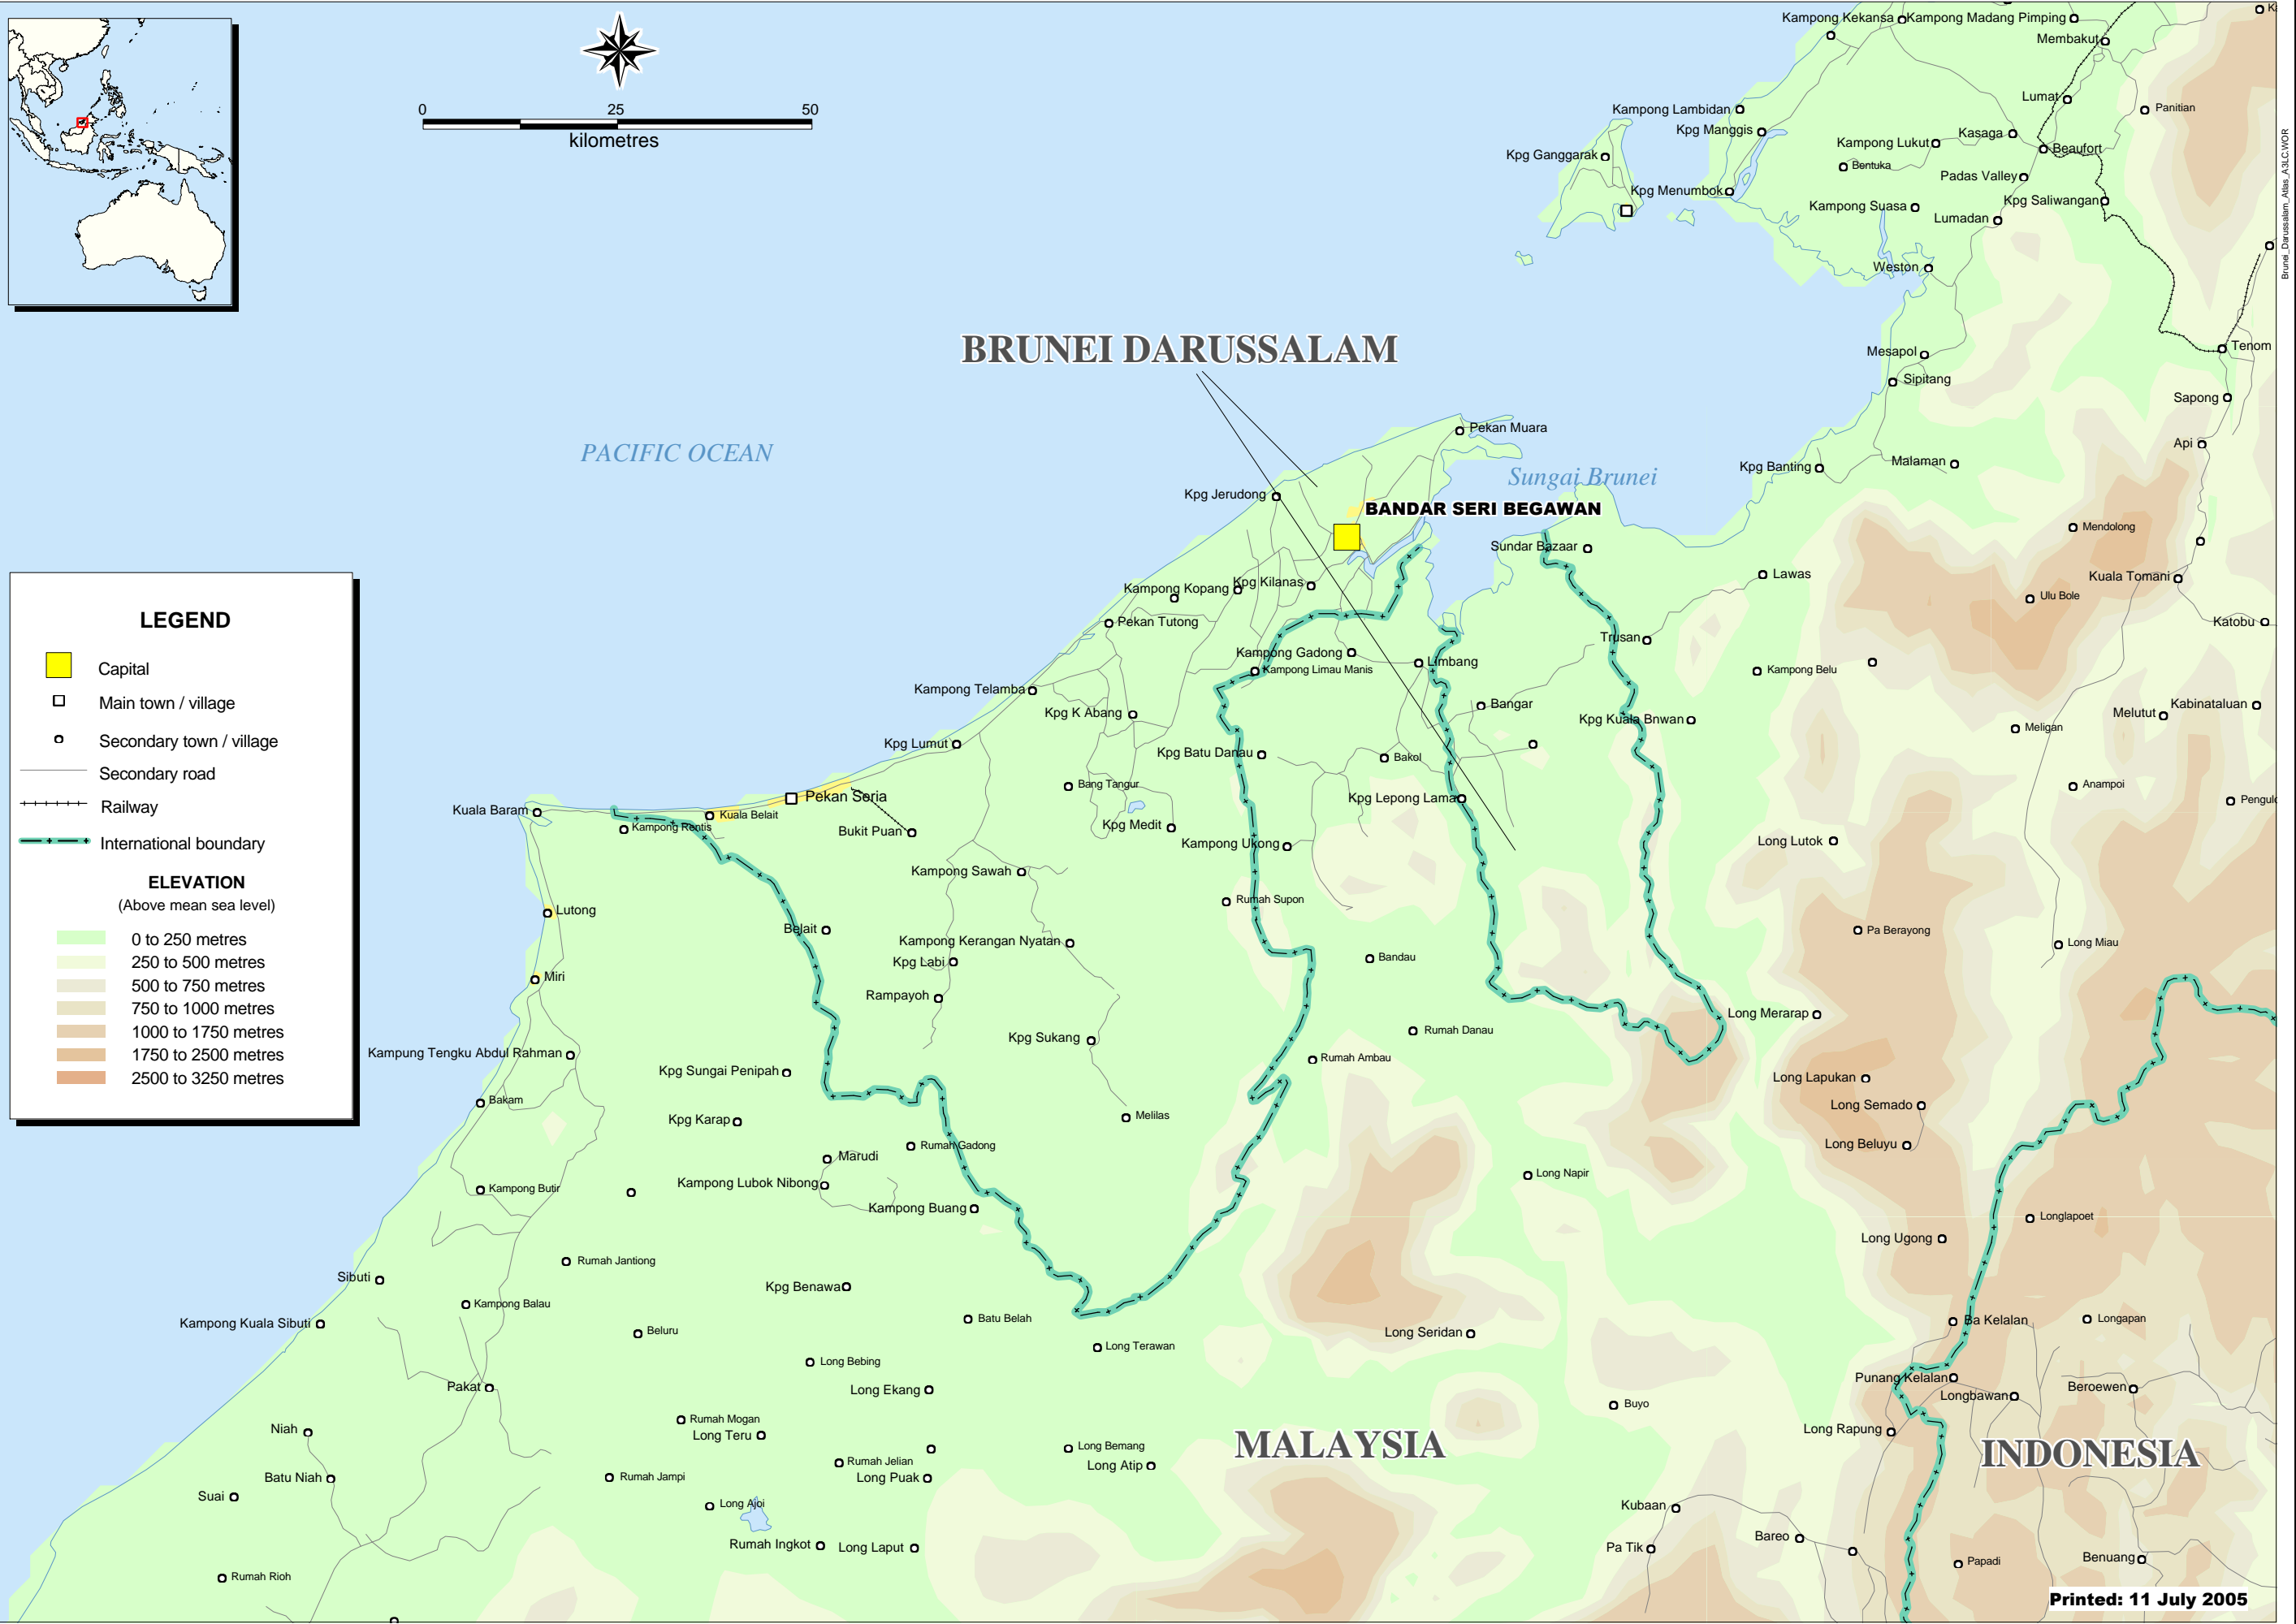 Kampong Kekansa
Kampong Madang Pimping
Membakut
Lumat
Panitian
Kampong Lambidan
Kpg Manggis
Kasaga
Kampong Lukut
Beaufort
Kpg Ganggarak
Bentuka
Padas Valley
Kpg Menumbok
Kpg Saliwangan
Kampong Suasa
Lumadan
Weston
Brunei_Darussalam_Atlas_A3LC.WOR
0 25 50
kilometres
BRUNEI DARUSSALAM
Mesapol
Tenom
Sipitang
Sapong
Pekan Muara
Api
PACIFIC OCEAN
Malaman
Kpg Banting
Sungai Brunei
Kpg Jerudong
BANDAR SERI BEGAWAN
Mendolong
Sundar Bazaar
Lawas
Kuala Tomani
Kpg Kilanas
Kampong Kopang
Ulu Bole
Pekan Tutong
Katobu
Trusan
Kampong Gadong
Limbang
Kampong Limau Manis
Kampong Belu
Kampong Telamba
Bangar
Kabinataluan
Kpg K Abang
Melutut
Kpg Kuala Bnwan
Meligan
Kpg Lumut
Kpg Batu Danau
Bakol
Bang Tangur
Anampoi
Pekan Seria
Kpg Lepong Lama
Kuala Baram
Kuala Belait
Kampong Rentis
Bukit Puan
Kpg Medit
Long Lutok
Kampong Ukong
Kampong Sawah
Rumah Supon
Lutong
Belait
Pa Berayong
Kampong Kerangan Nyatan
Long Miau
Kpg Labi
Bandau
Miri
Rampayoh
Long Merarap
Kpg Sukang
Rumah Danau
Kampung Tengku Abdul Rahman
Rumah Ambau
Kpg Sungai Penipah
Long Lapukan
Bakam
Long Semado
Melilas
Kpg Karap
Rumah Gadong
Long Beluyu
Marudi
Long Napir
Kampong Lubok Nibong
Kampong Butir
Kampong Buang
Longlapoet
Long Ugong
Rumah Jantiong
Sibuti
Kpg Benawa
Kampong Balau
Batu Belah
Longapan
Ba Kelalan
Kampong Kuala Sibuti
Beluru
Long Seridan
Long Terawan
Long Bebing
Punang Kelalan
Pakat
Long Ekang
Beroewen
Longbawan
Buyo
Rumah Mogan
Niah
Long Rapung
Long Teru
MALAYSIA
Long Bemang
INDONESIA
Rumah Jelian
Long Atip
Batu Niah
Rumah Jampi
Long Puak
Suai
Long Ajoi
Kubaan
Bareo
Rumah Ingkot
Long Laput
Pa Tik
Benuang
Papadi
Rumah Rioh
Printed: 11 July 2005
LEGEND
Capital
Main town / village
Secondary town / village
Secondary road
Railway
International boundary
ELEVATION
(Above mean sea level)
0 to 250 metres
250 to 500 metres
500 to 750 metres
750 to 1000 metres
1000 to 1750 metres
1750 to 2500 metres
2500 to 3250 metres